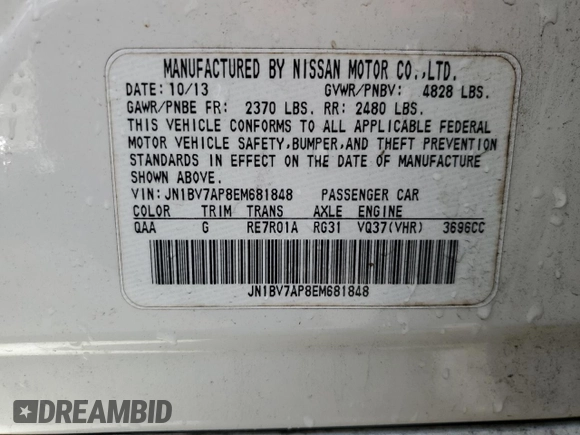 MANUFACTURED BY NISSAN MOTOR CO.,LTD.
DATE: 10/13 GVWR/PNBV: 4828 LBS.
GAWR/PNBE FR: 2370 LBS. RR: 2480 LBS.
THIS VEHICLE CONFORMS TO ALL APPLICABLE FEDERAL
MOTOR VEHICLE SAFETY,BUMPER,AND THEFT PREVENTION
STANDARDS IN EFFECT ON THE DATE OF MANUFACTURE
SHOWN ABOVE.
VIN: JN1BV7AP8EM681848 PASSENGER CAR
COLOR TRIM TRANS AXLE ENGINE
QAA G RE7R01A RG31 VQ37(VHR) 3696CC
JN1BV7AP8EM681848
DREAMBID